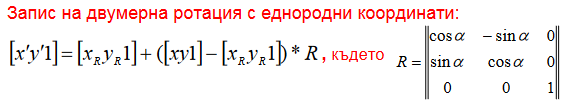 Запис на двумерна ротация с еднородни координати:
[x'y'1]=[x_R y_R 1]+([xy1]−[x_R y_R 1])*R, където R = ‖cos α −sin α 0‖
‖sin α cos α 0‖
‖0 0 1‖